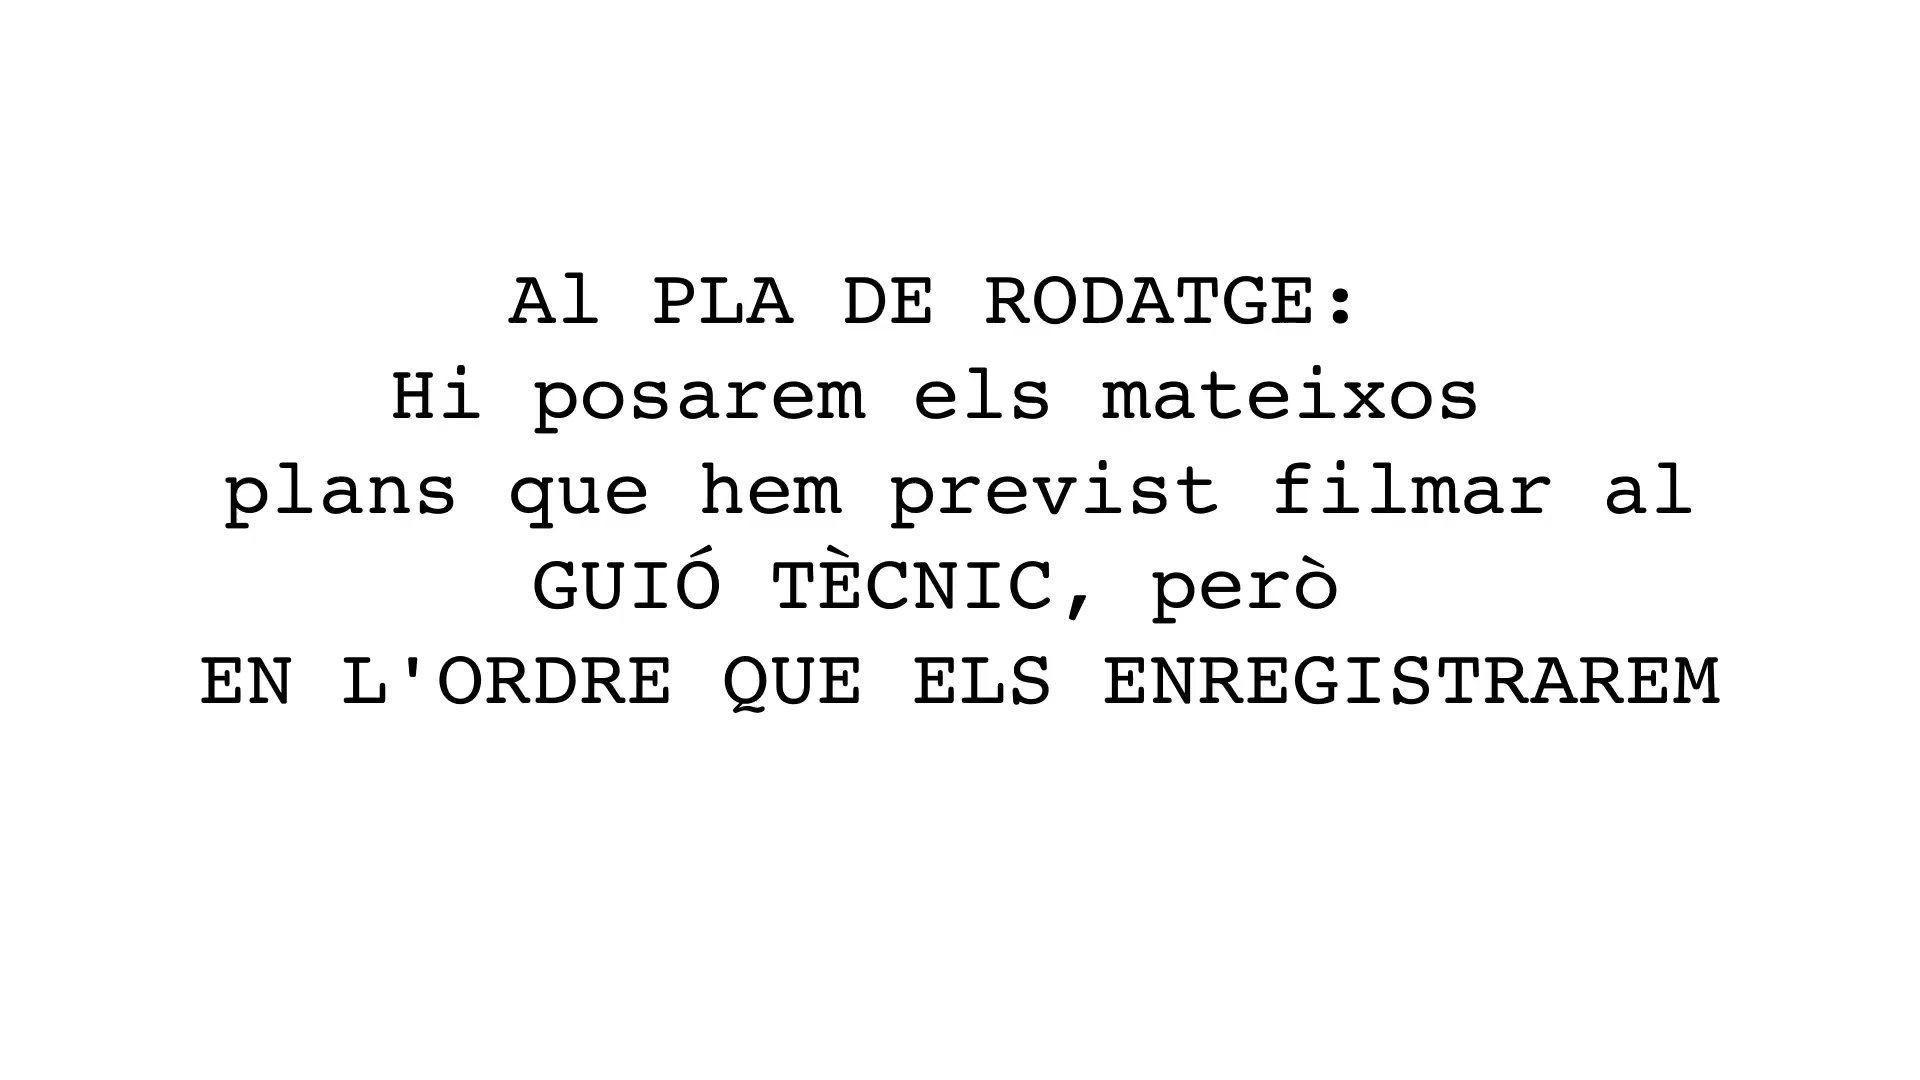 Al PLA DE RODATGE:
Hi posarem els mateixos
plans que hem previst filmar al
GUIÓ TÈCNIC, però
EN L'ORDRE QUE ELS ENREGISTRAREM